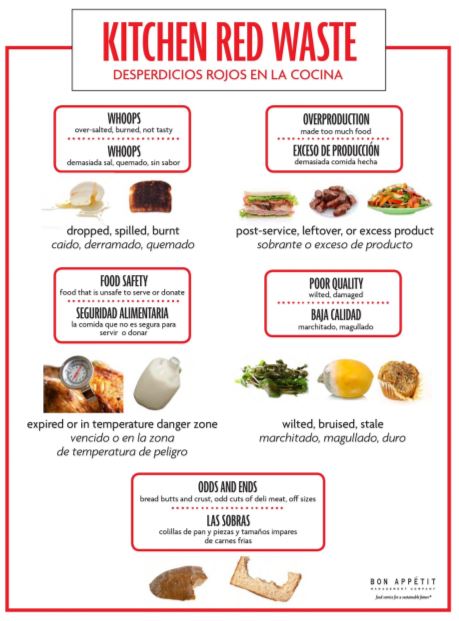 KITCHEN RED WASTE
DESPERDICIOS ROJOS EN LA COCINA
WHOOPS
over-salted, burned, not tasty
WHOOPS
demasiada sal, quemado, sin sabor
dropped, spilled, burnt
caido, derramado, quemado
OVERPRODUCTION
made too much food
EXCESO DE PRODUCCIÓN
demasiada comida hecha
post-service, leftover, or excess product
sobrante o exceso de producto
FOOD SAFETY
food that is unsafe to serve or donate
SEGURIDAD ALIMENTARIA
la comida que no es segura para
servir o donar
expired or in temperature danger zone
vencido o en la zona
de temperatura de peligro
POOR QUALITY
wilted, damaged
BAJA CALIDAD
marchitado, magullado
wilted, bruised, stale
marchitado, magullado, duro
ODDS AND ENDS
bread butts and crust, odd cuts of deli meat, off sizes
LAS SOBRAS
colillas de pan y piezas y tamaños impares
de carnes frias
BON APPÉTIT
MANAGEMENT COMPANY
food service for a sustainable future®